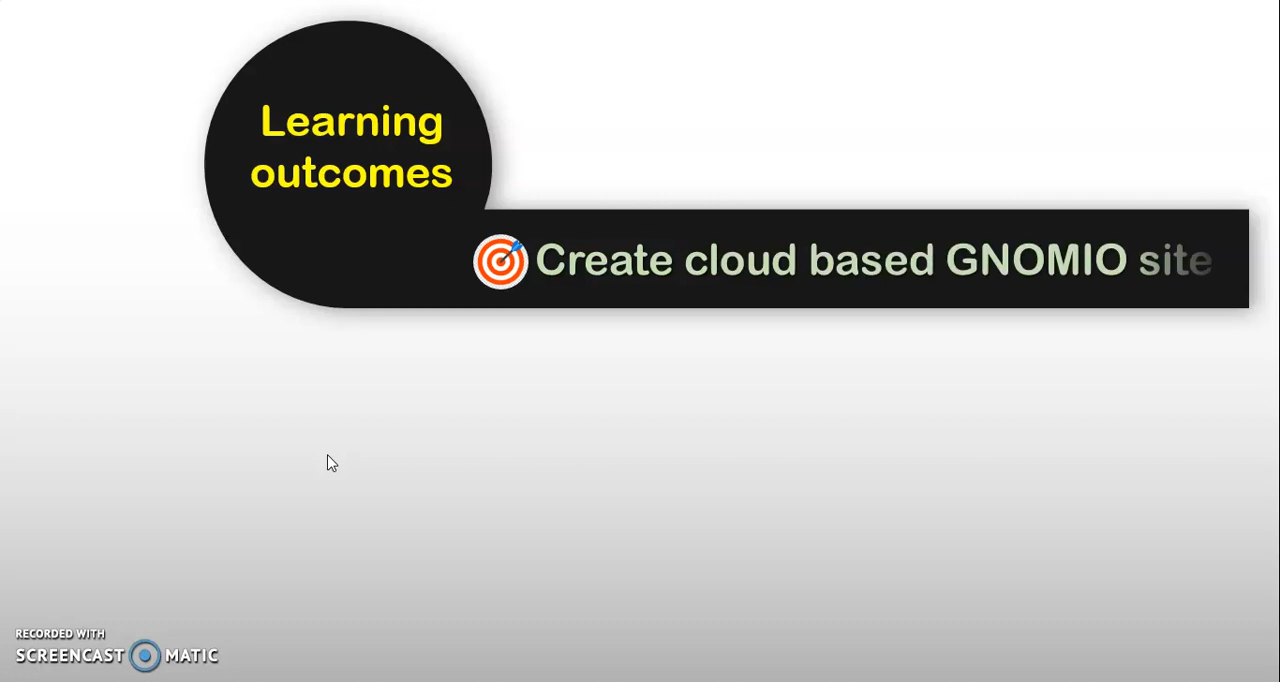 Learning
outcomes
Create cloud based GNOMIO site
RECORDED WITH
SCREENCAST MATIC